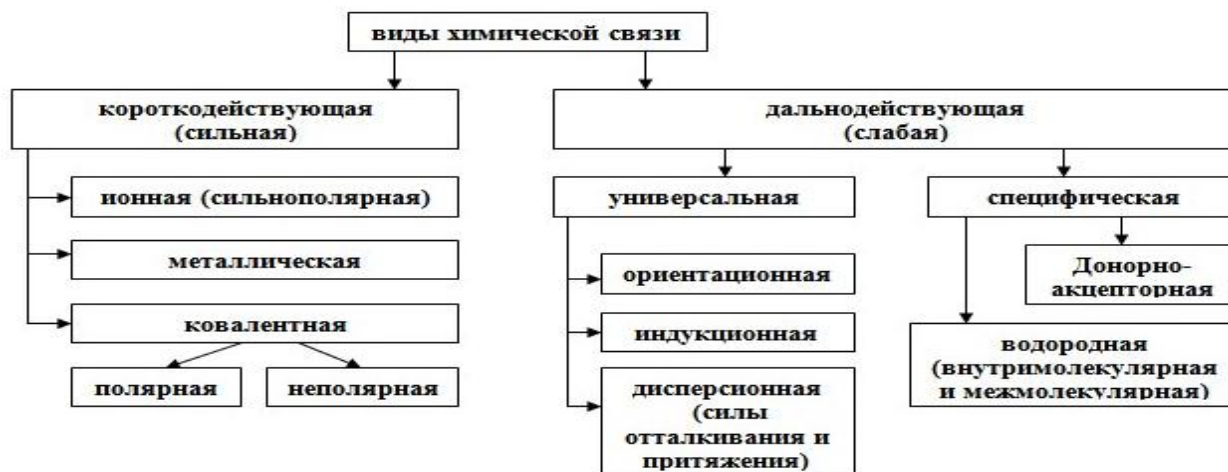 виды химической связи
короткодействующая
(сильная)
дальнодействующая
(слабая)
ионная (сильнополярная)
металлическая
ковалентная
полярная
неполярная
универсальная
ориентационная
индукционная
дисперсионная
(силы
отталкивания и
притяжения)
специфическая
Донорно-
акцепторная
водородная
(внутримолекулярная
и межмолекулярная)